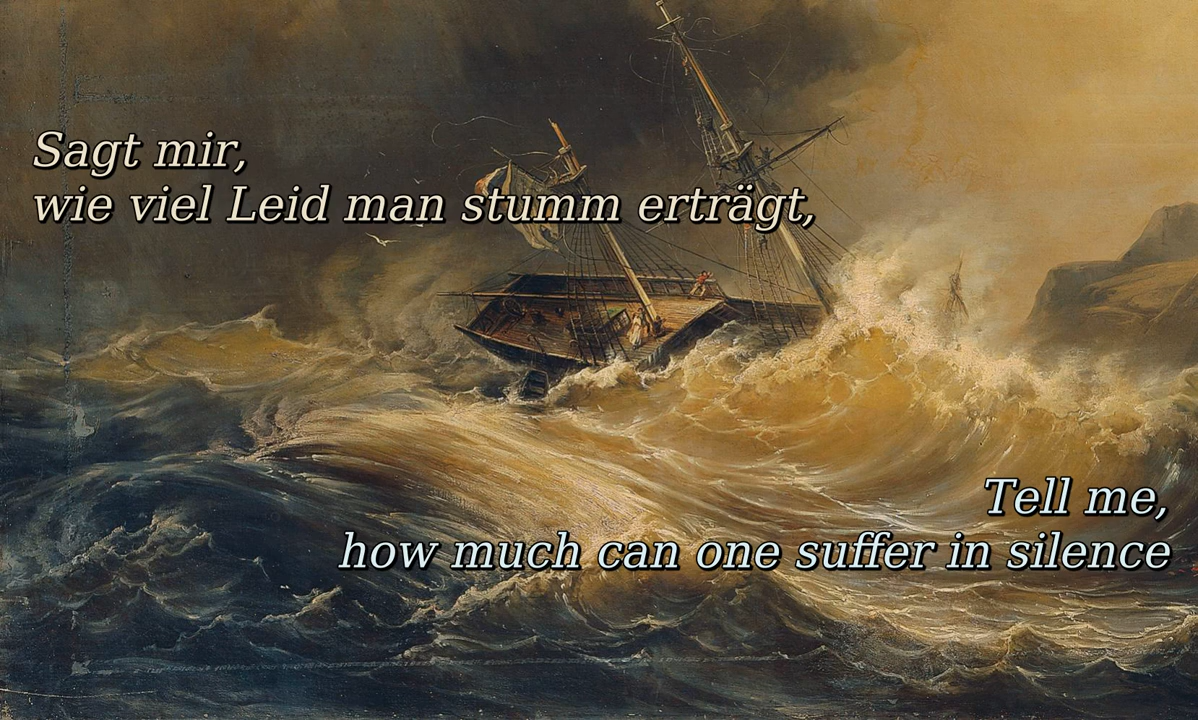 Sagt mir,
wie viel Leid man stumm erträgt,
Tell me,
how much can one suffer in silence